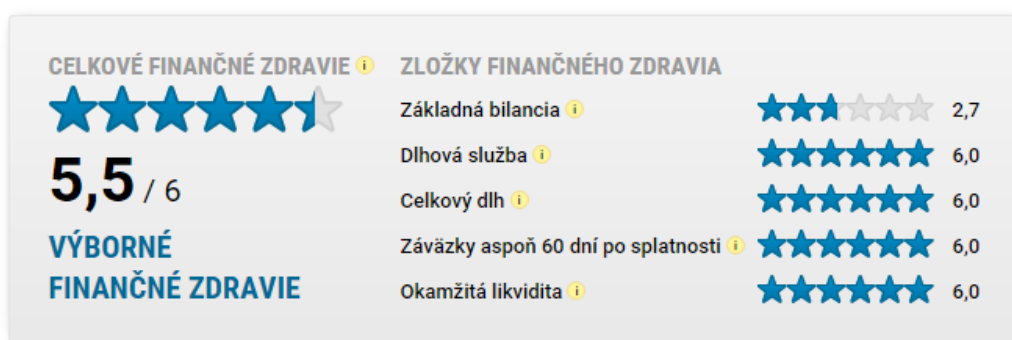 CELKOVÉ FINANČNÉ ZDRAVIE i
5,5 / 6
VÝBORNÉ
FINANČNÉ ZDRAVIE
ZLOŽKY FINANČNÉHO ZDRAVIA
Základná bilancia i 2,7
Dlhová služba i 6,0
Celkový dlh i 6,0
Záväzky aspoň 60 dní po splatnosti i 6,0
Okamžitá likvidita i 6,0